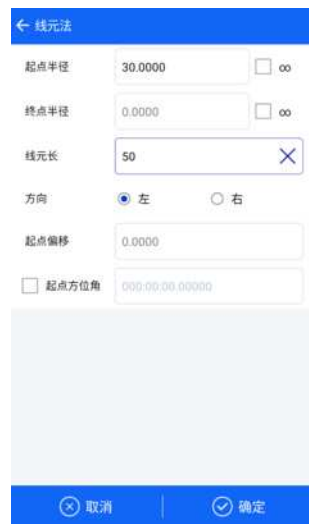 线元法
起点半径 30.0000 ∞
终点半径 0.0000 ∞
线元长 50
方向 左 右
起点偏移 0.0000
起点方位角 000:00:00.00000
取消 确定